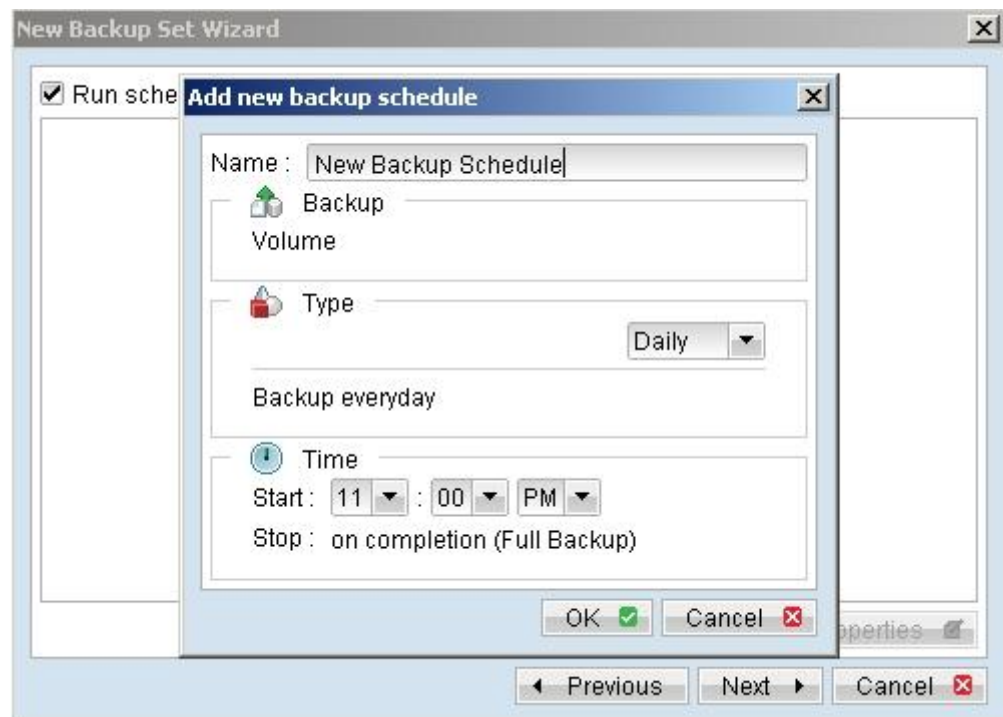 New Backup Set Wizard
Run sche
Add new backup schedule
Name : New Backup Schedule
Backup
Volume
Type
Daily
Backup everyday
Time
Start : 11 : 00 PM
Stop : on completion (Full Backup)
OK Cancel
operties
Previous Next Cancel